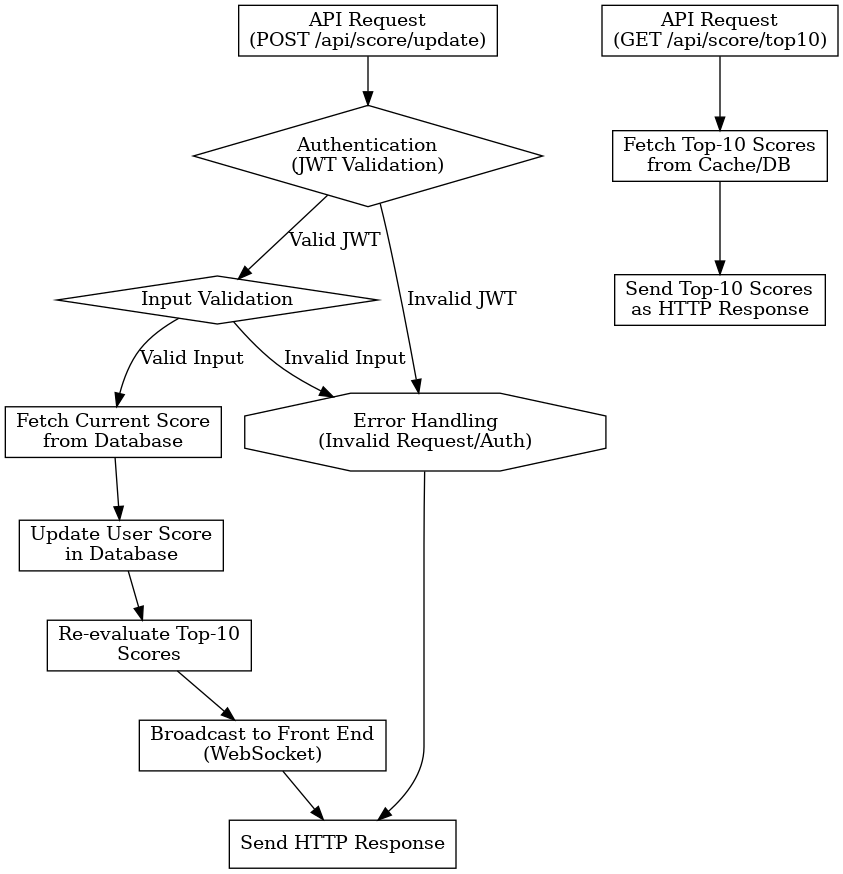 API Request
(POST /api/score/update)
API Request
(GET /api/score/top10)
Authentication
(JWT Validation)
Fetch Top-10 Scores
from Cache/DB
Valid JWT
Input Validation
Invalid JWT
Send Top-10 Scores
as HTTP Response
Valid Input
Invalid Input
Fetch Current Score
from Database
Error Handling
(Invalid Request/Auth)
Update User Score
in Database
Re-evaluate Top-10
Scores
Broadcast to Front End
(WebSocket)
Send HTTP Response